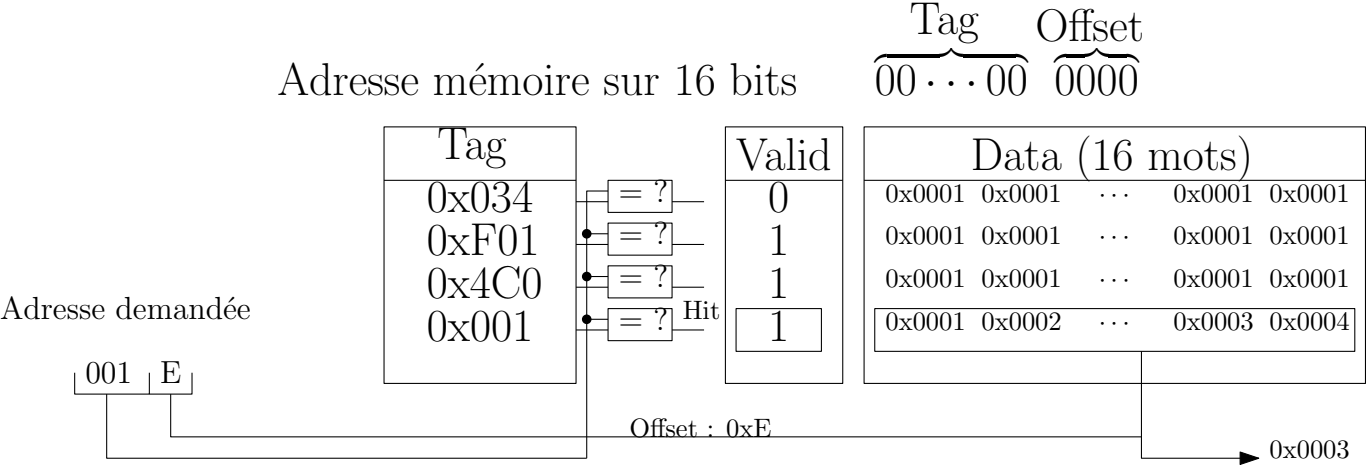 Tag Offset
Adresse mémoire sur 16 bits 00 ··· 00 0000
Tag Valid Data (16 mots)
0x034 = ? 0 0x0001 0x0001 ··· 0x0001 0x0001
0xF01 = ? 1 0x0001 0x0001 ··· 0x0001 0x0001
0x4C0 = ? 1 0x0001 0x0001 ··· 0x0001 0x0001
Adresse demandée
0x001 = ? Hit 1 0x0001 0x0002 ··· 0x0003 0x0004
001 E
Offset : 0xE
0x0003